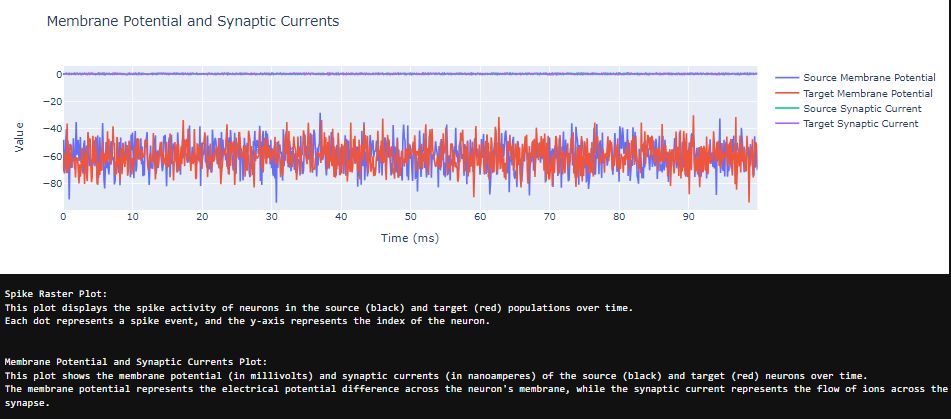 Membrane Potential and Synaptic Currents
0
−20
−40
−60
−80
Value
0 10 20 30 40 50 60 70 80 90
Time (ms)
Source Membrane Potential
Target Membrane Potential
Source Synaptic Current
Target Synaptic Current
Spike Raster Plot:
This plot displays the spike activity of neurons in the source (black) and target (red) populations over time.
Each dot represents a spike event, and the y-axis represents the index of the neuron.
Membrane Potential and Synaptic Currents Plot:
This plot shows the membrane potential (in millivolts) and synaptic currents (in nanoamperes) of the source (black) and target (red) neurons over time.
The membrane potential represents the electrical potential difference across the neuron's membrane, while the synaptic current represents the flow of ions across the
synapse.